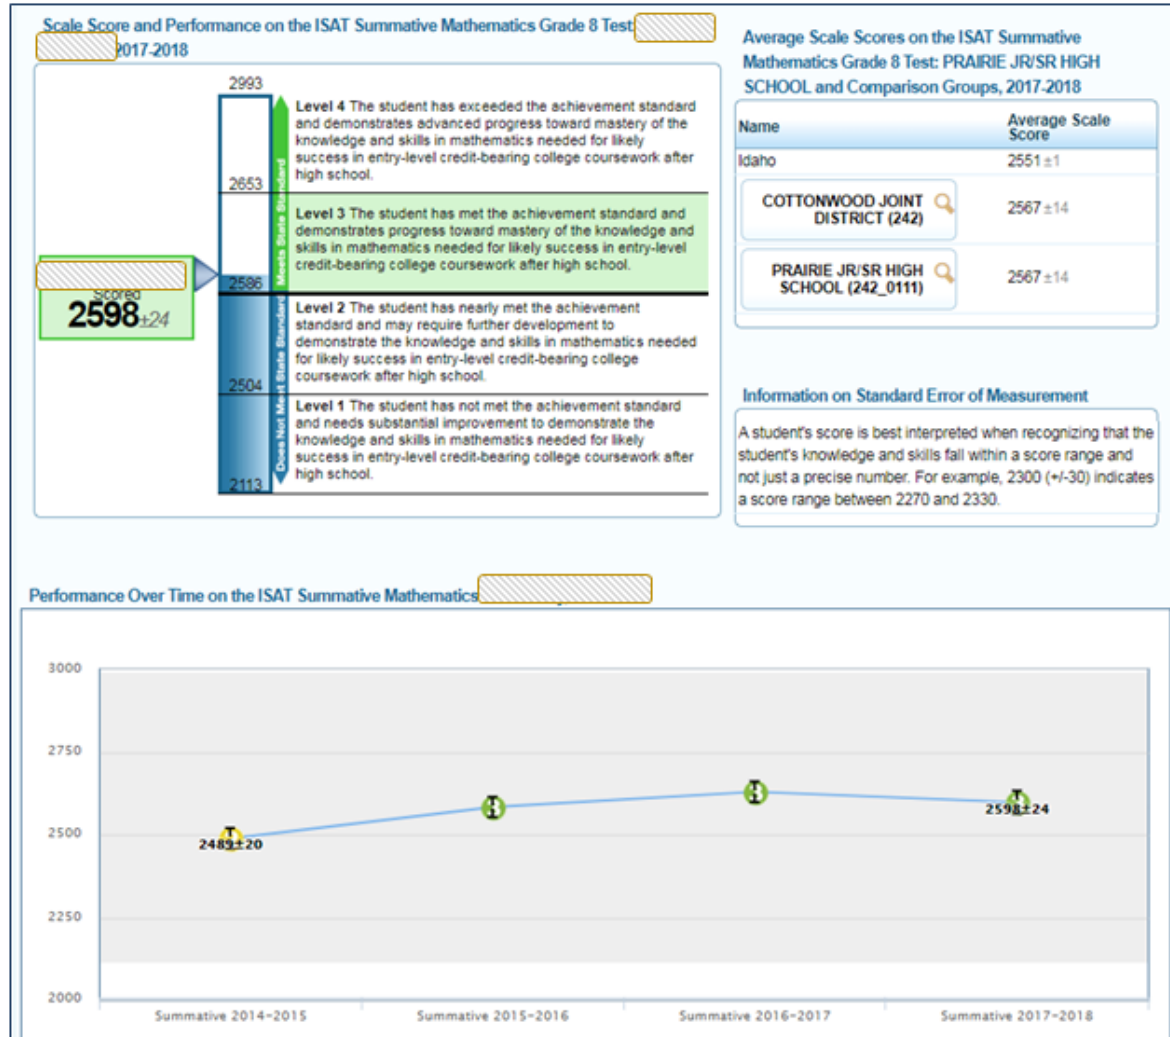 Scale Score and Performance on the ISAT Summative Mathematics Grade 8 Test:
2017-2018
2993
2653
2586
2504
2113
Meets State Standard
Does Not Meet State Standard
Level 4 The student has exceeded the achievement standard
and demonstrates advanced progress toward mastery of the
knowledge and skills in mathematics needed for likely
success in entry-level credit-bearing college coursework after
high school.
Level 3 The student has met the achievement standard and
demonstrates progress toward mastery of the knowledge and
skills in mathematics needed for likely success in entry-level
credit-bearing college coursework after high school.
Scored
2598±24
Level 2 The student has nearly met the achievement
standard and may require further development to
demonstrate the knowledge and skills in mathematics needed
for likely success in entry-level credit-bearing college
coursework after high school.
Level 1 The student has not met the achievement standard
and needs substantial improvement to demonstrate the
knowledge and skills in mathematics needed for likely
success in entry-level credit-bearing college coursework after
high school.
Average Scale Scores on the ISAT Summative
Mathematics Grade 8 Test: PRAIRIE JR/SR HIGH
SCHOOL and Comparison Groups, 2017-2018
Name Average Scale
Score
Idaho 2551 ±1
COTTONWOOD JOINT
DISTRICT (242) 2567 ±14
PRAIRIE JR/SR HIGH
SCHOOL (242_0111) 2567 ±14
Information on Standard Error of Measurement
A student's score is best interpreted when recognizing that the
student's knowledge and skills fall within a score range and
not just a precise number. For example, 2300 (+/-30) indicates
a score range between 2270 and 2330.
Performance Over Time on the ISAT Summative Mathematics
3000
2750
2500
2250
2000
2489±20
3
3
2598±24
Summative 2014-2015 Summative 2015-2016 Summative 2016-2017 Summative 2017-2018